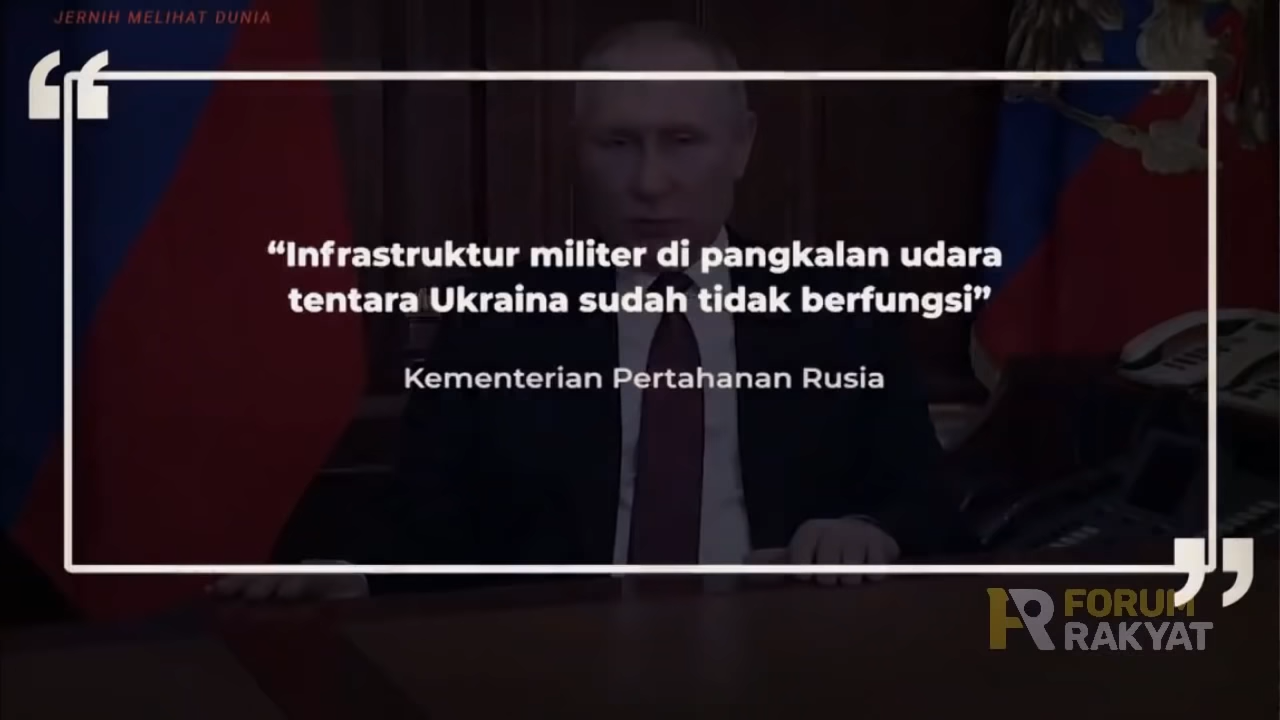 JERNIH MELIHAT DUNIA
“Infrastruktur militer di pangkalan udara
tentara Ukraina sudah tidak berfungsi”
Kementerian Pertahanan Rusia
FORUM
RAKYAT